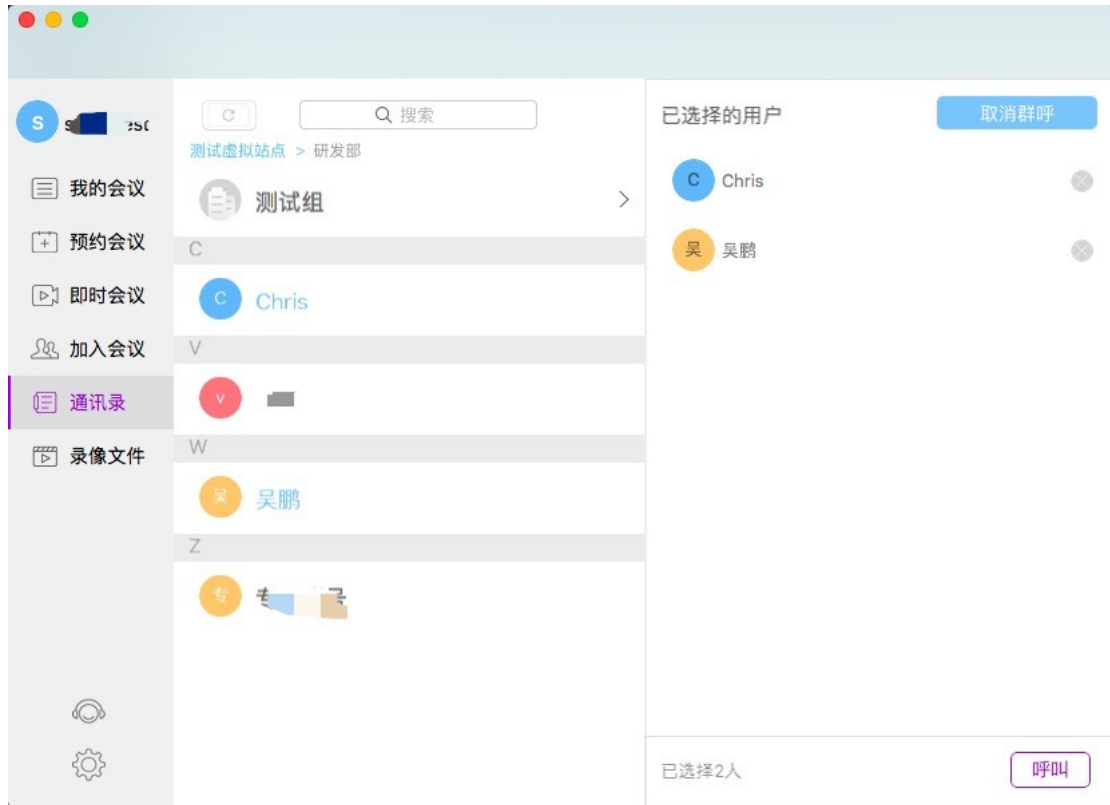 S
我的会议
预约会议
即时会议
加入会议
通讯录
录像文件
搜索
测试虚拟站点 > 研发部
测试组
C
C Chris
V
V
W
吴 吴鹏
Z
专
已选择的用户 取消群呼
C Chris
吴 吴鹏
已选择2人 呼叫